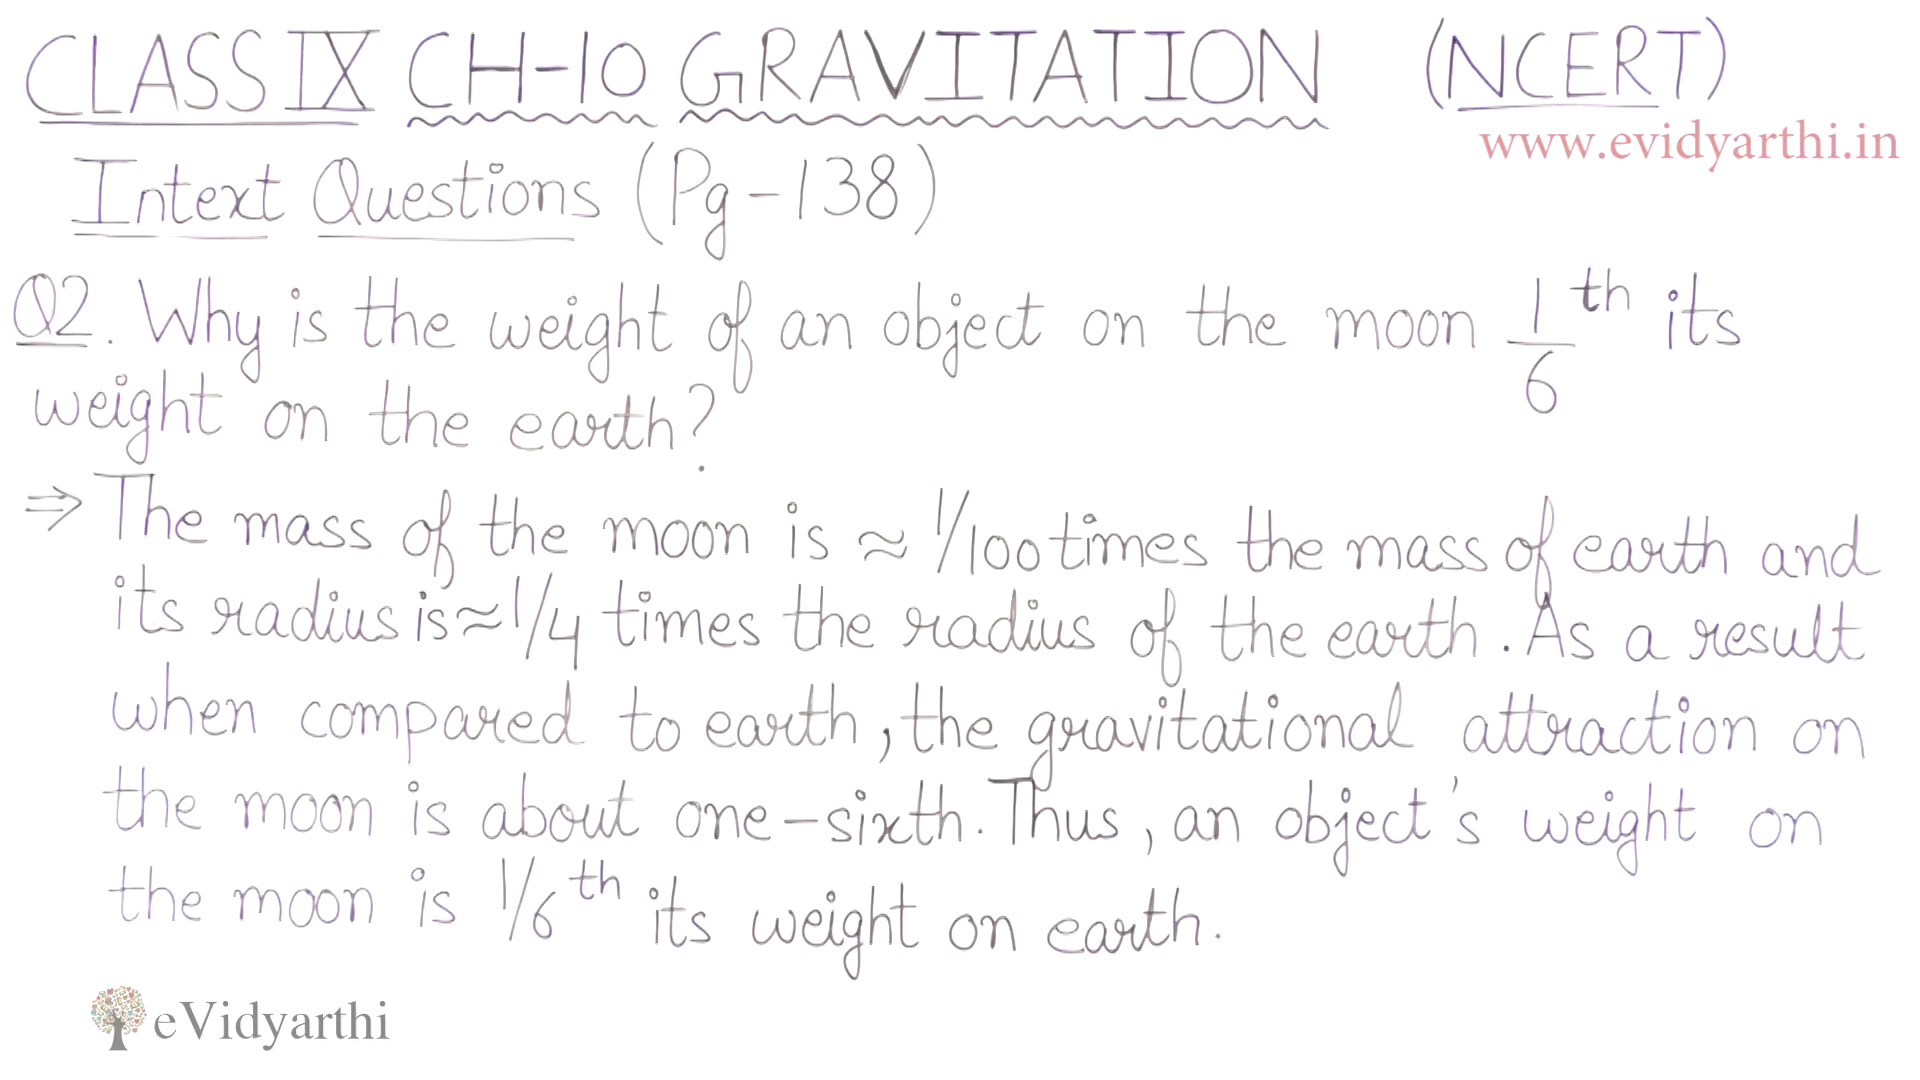 CLASS IX CH-10 GRAVITATION (NCERT)
www.evidyarthi.in
Intext Questions (Pg-138)
Q2. Why is the weight of an object on the moon 1/6 th its
weight on the earth?
⇒ The mass of the moon is ≈ 1/100 times the mass of earth and
its radius is ≈ 1/4 times the radius of the earth. As a result
when compared to earth, the gravitational attraction on
the moon is about one-sixth. Thus, an object's weight on
the moon is 1/6 th its weight on earth.
eVidyarthi